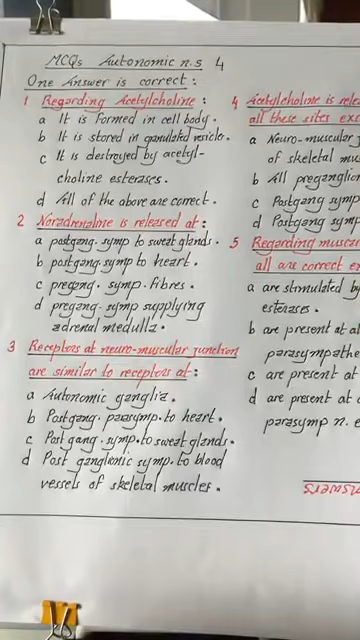 MCQs Autonomic n.s 4
One Answer is correct :
1 Regarding Acetylcholine :
a It is Formed in cell body.
b It is stored in granulated vesicle.
c It is destroyed by acetyl-
choline esterases.
d All of the above are correct.
2 Noradrenaline is released at :
a postgang. symp to sweat glands.
b postgang. symp to heart.
c pregang. symp. fibres.
d pregang. symp supplying
adrenal medulla.
3 Receptors at neuro-muscular junction
are similar to receptors at :
a Autonomic ganglia.
b Postgang. parasymp. to heart.
c Post gang. symp. to sweat glands.
d Post ganglionic symp. to blood
vessels of skeletal muscles.
4 Acetylcholine is rele
all these sites exc
a Neuro-muscular j
of skeletal mu
b All preganglio
c Postgang symp
d Postgang symp
5 Regarding muscar
all are correct ex
a are stimulated by
esterases.
b are present at al
parasympathe
c are present at
d are present at
parasymp n. e
nswers